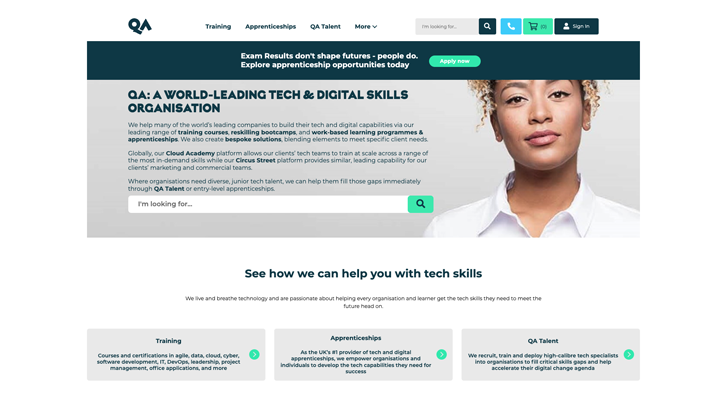 QA
Training
Apprenticeships
QA Talent
More
I'm looking for...
(0)
Sign In
Exam Results don't shape futures - people do.
Explore apprenticeship opportunities today
Apply now
QA: A WORLD-LEADING TECH & DIGITAL SKILLS
ORGANISATION
We help many of the world's leading companies to build their tech and digital capabilities via our
leading range of training courses, reskilling bootcamps, and work-based learning programmes &
apprenticeships. We also create bespoke solutions, blending elements to meet specific client needs.
Globally, our Cloud Academy platform allows our clients' tech teams to train at scale across a range of
the most in-demand skills while our Circus Street platform provides similar, leading capability for our
clients' marketing and commercial teams.
Where organisations need diverse, junior tech talent, we can help them fill those gaps immediately
through QA Talent or entry-level apprenticeships.
I'm looking for...
See how we can help you with tech skills
We live and breathe technology and are passionate about helping every organisation and learner get the tech skills they need to meet the
future head on.
Training
Courses and certifications in agile, data, cloud, cyber,
software development, IT, DevOps, leadership, project
management, office applications, and more
Apprenticeships
As the UK's #1 provider of tech and digital
apprenticeships, we empower organisations and
individuals to develop the tech capabilities they need for
success
QA Talent
We recruit, train and deploy high-calibre tech specialists
into organisations to fill critical skills gaps and help
accelerate their digital change agenda